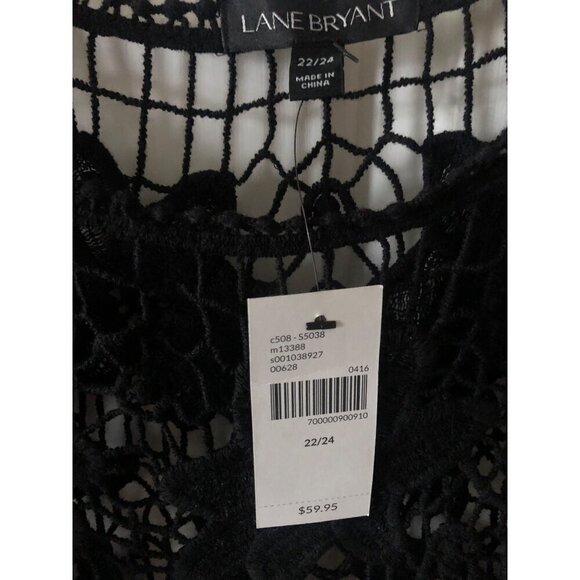 LANE BRYANT
22/24
MADE IN
CHINA
c508 - S5038
m13388
s001038927
00628 0416
700000900910
22/24
$59.95